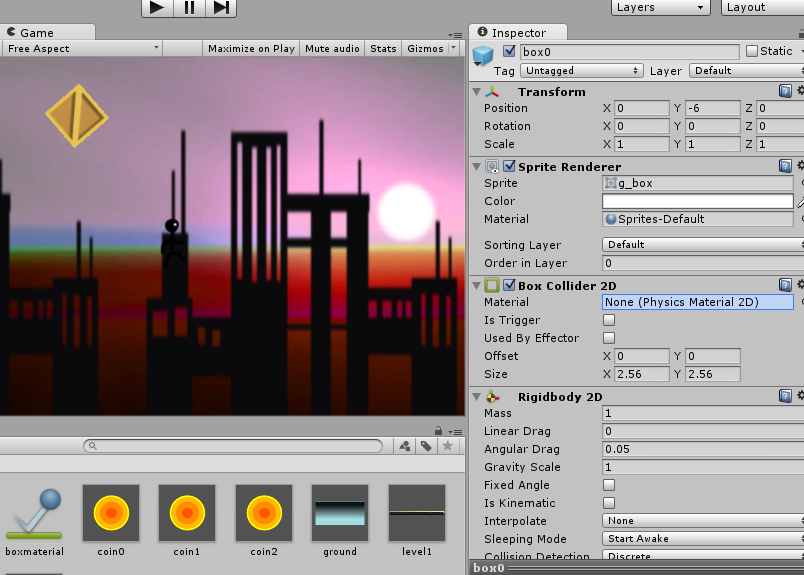 Layers Layout
Game
Free Aspect Maximize on Play Mute audio Stats Gizmos
Inspector
box0 Static
Tag Untagged Layer Default
Transform
Position X 0 Y -6 Z 0
Rotation X 0 Y 0 Z 0
Scale X 1 Y 1 Z 1
Sprite Renderer
Sprite g_box
Color
Material Sprites-Default
Sorting Layer Default
Order in Layer 0
Box Collider 2D
Material None (Physics Material 2D)
Is Trigger
Used By Effector
Offset X 0 Y 0
Size X 2.56 Y 2.56
Rigidbody 2D
Mass 1
Linear Drag 0
Angular Drag 0.05
Gravity Scale 1
Fixed Angle
Is Kinematic
Interpolate None
Sleeping Mode Start Awake
Collision Detection Discrete
box0
boxmaterial coin0 coin1 coin2 ground level1